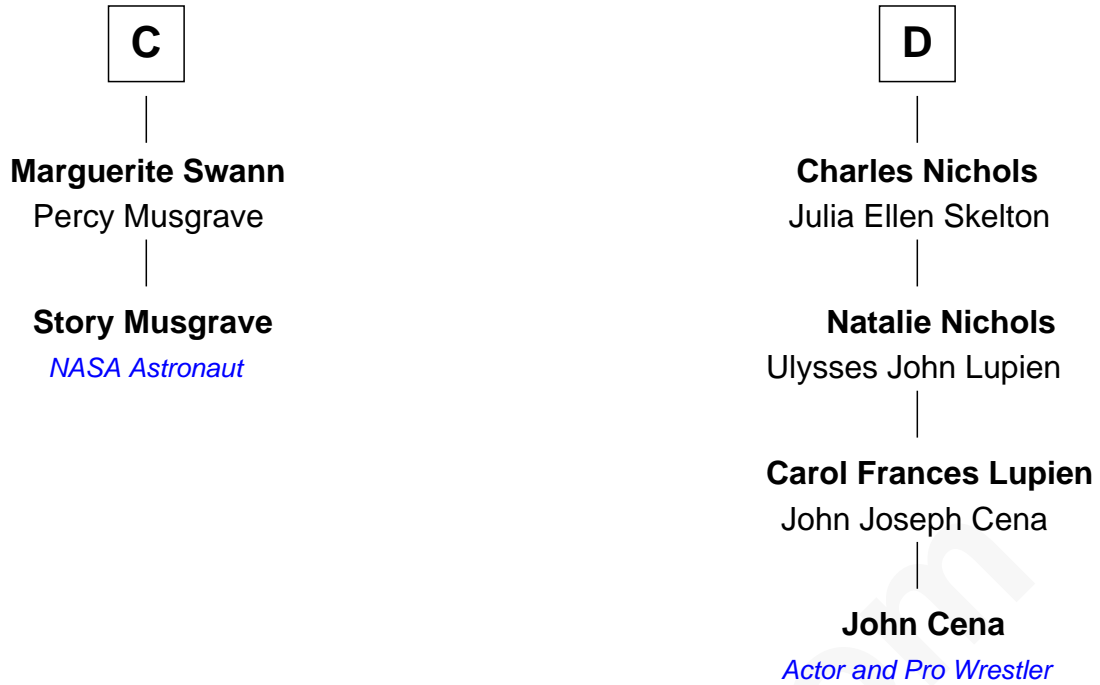 C
Marguerite Swann
Percy Musgrave
Story Musgrave
NASA Astronaut
D
Charles Nichols
Julia Ellen Skelton
Natalie Nichols
Ulysses John Lupien
Carol Frances Lupien
John Joseph Cena
John Cena
Actor and Pro Wrestler